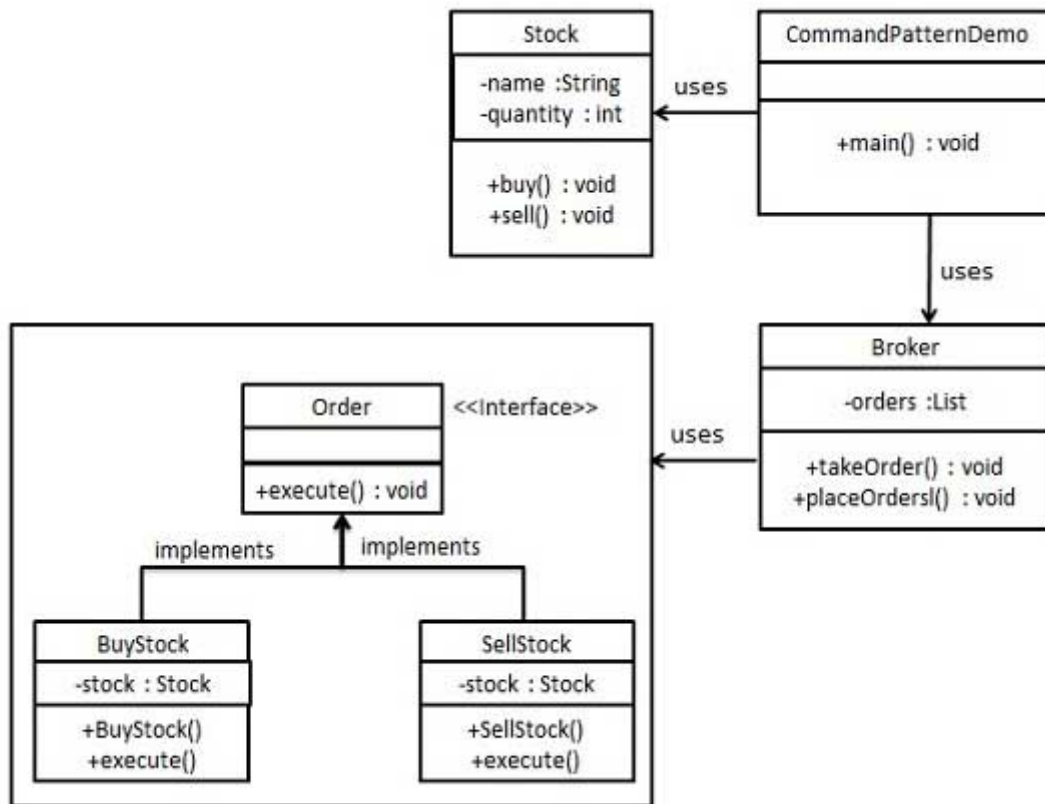 Stock
-name :String
-quantity : int
+buy() : void
+sell() : void
uses
CommandPatternDemo
+main() : void
uses
Broker
-orders :List
+takeOrder() : void
+placeOrdersl() : void
uses
Order
<<Interface>>
+execute() : void
implements
implements
BuyStock
-stock : Stock
+BuyStock()
+execute()
SellStock
-stock : Stock
+SellStock()
+execute()